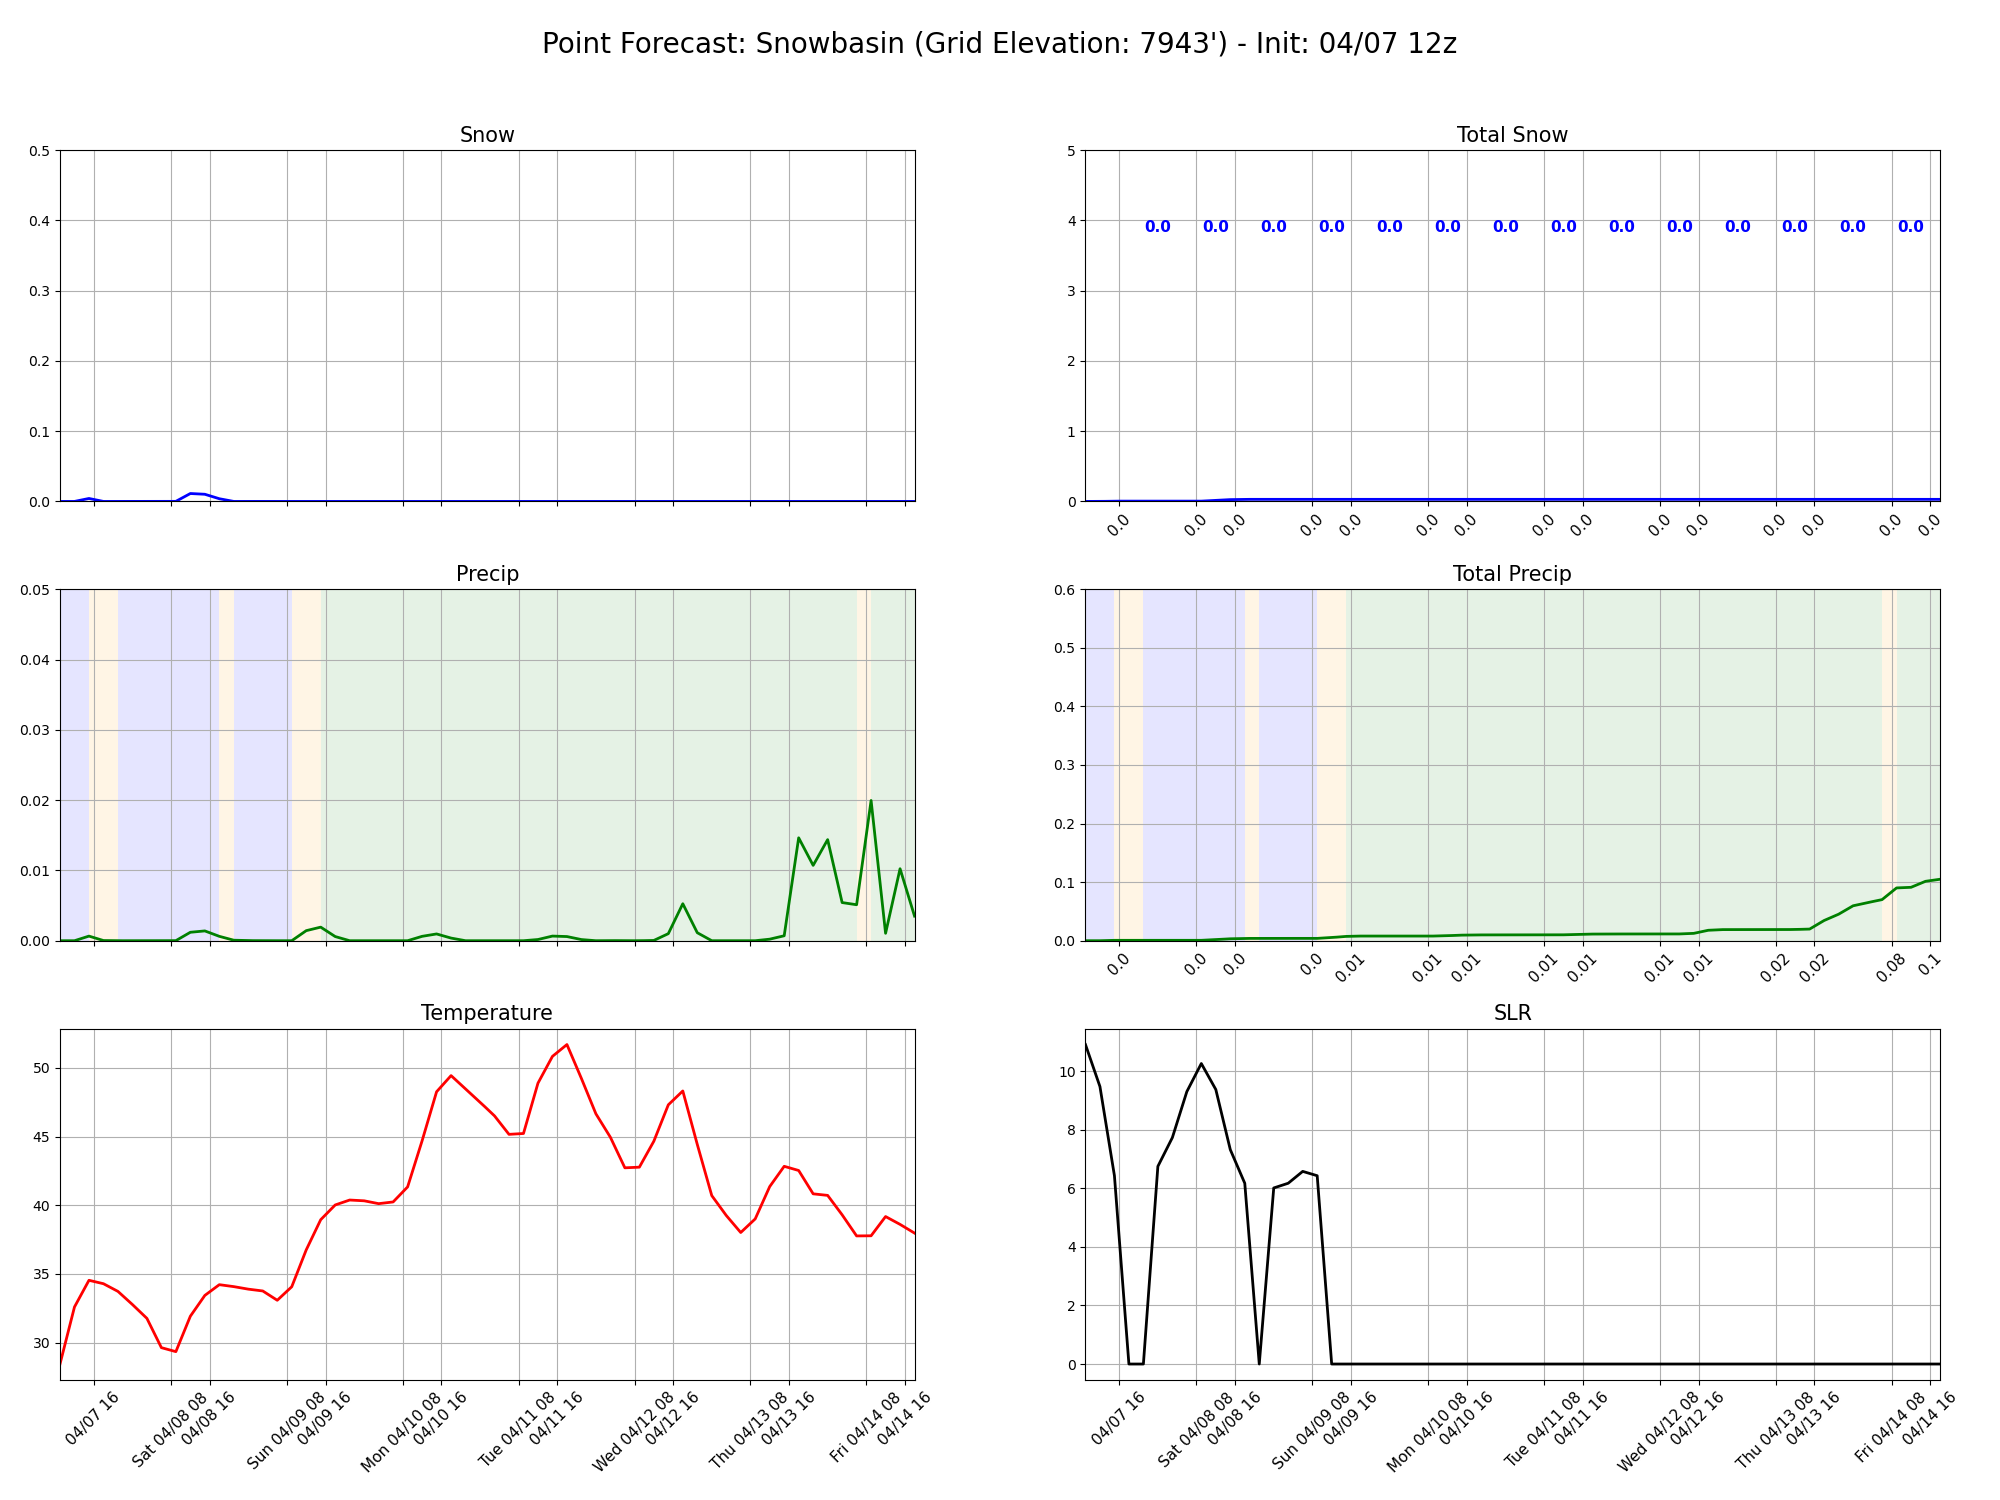 Point Forecast: Snowbasin (Grid Elevation: 7943') - Init: 04/07 12z
Snow
0.5
0.4
0.3
0.2
0.1
0.0
Total Snow
5
4
3
2
1
0
0.0 0.0 0.0 0.0 0.0 0.0 0.0 0.0 0.0 0.0 0.0 0.0 0.0 0.0
0.0 0.0 0.0 0.0 0.0 0.0 0.0 0.0 0.0 0.0 0.0 0.0 0.0 0.0 0.0
Precip
0.05
0.04
0.03
0.02
0.01
0.00
Total Precip
0.6
0.5
0.4
0.3
0.2
0.1
0.0
0.0 0.0 0.0 0.0 0.01 0.01 0.01 0.01 0.01 0.01 0.01 0.02 0.02 0.08 0.1
Temperature
50
45
40
35
30
04/07 16
Sat 04/08 08
04/08 16
Sun 04/09 08
04/09 16
Mon 04/10 08
04/10 16
Tue 04/11 08
04/11 16
Wed 04/12 08
04/12 16
Thu 04/13 08
04/13 16
Fri 04/14 08
04/14 16
SLR
10
8
6
4
2
0
04/07 16
Sat 04/08 08
04/08 16
Sun 04/09 08
04/09 16
Mon 04/10 08
04/10 16
Tue 04/11 08
04/11 16
Wed 04/12 08
04/12 16
Thu 04/13 08
04/13 16
Fri 04/14 08
04/14 16